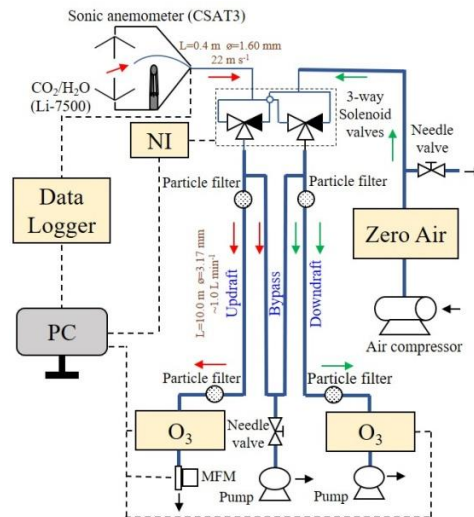 Sonic anemometer (CSAT3)
L=0.4 m ø=1.60 mm
22 m s-1
CO2/H2O
(Li-7500)
3-way
Solenoid
valves
NI
Needle
valve
Data
Logger
Particle filter
Particle filter
Zero Air
L=10.0 m ø=3.17 mm
~1.0 L min-1
Updraft
Bypass
Downdraft
PC
Air compressor
Particle filter
Particle filter
O3
Needle
valve
O3
MFM
Pump
Pump